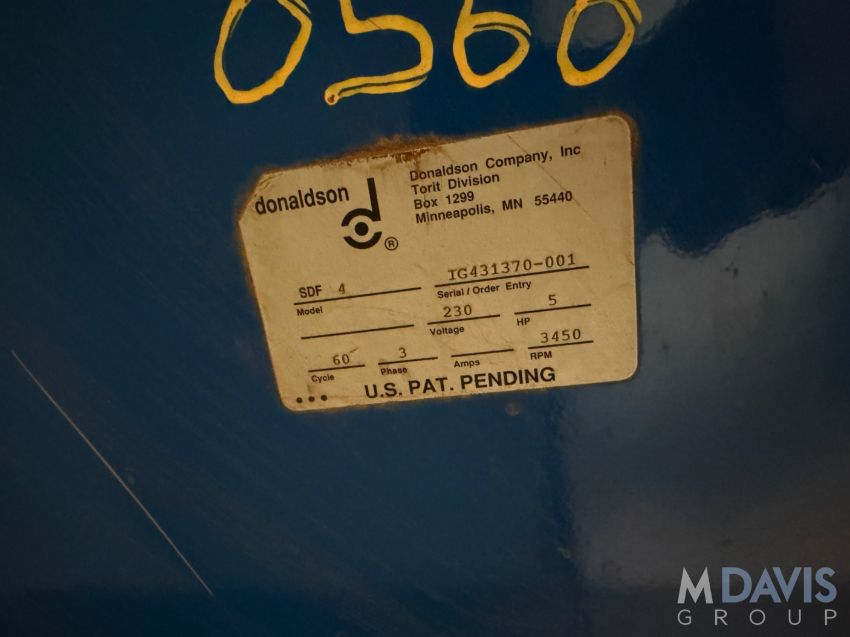 0560
donaldson
d
®
Donaldson Company, Inc
Torit Division
Box 1299
Minneapolis, MN 55440
SDF 4
Model
IG431370-001
Serial / Order Entry
230
Voltage
5
HP
60
Cycle
3
Phase
Amps
3450
RPM
U.S. PAT. PENDING
M DAVIS
GROUP